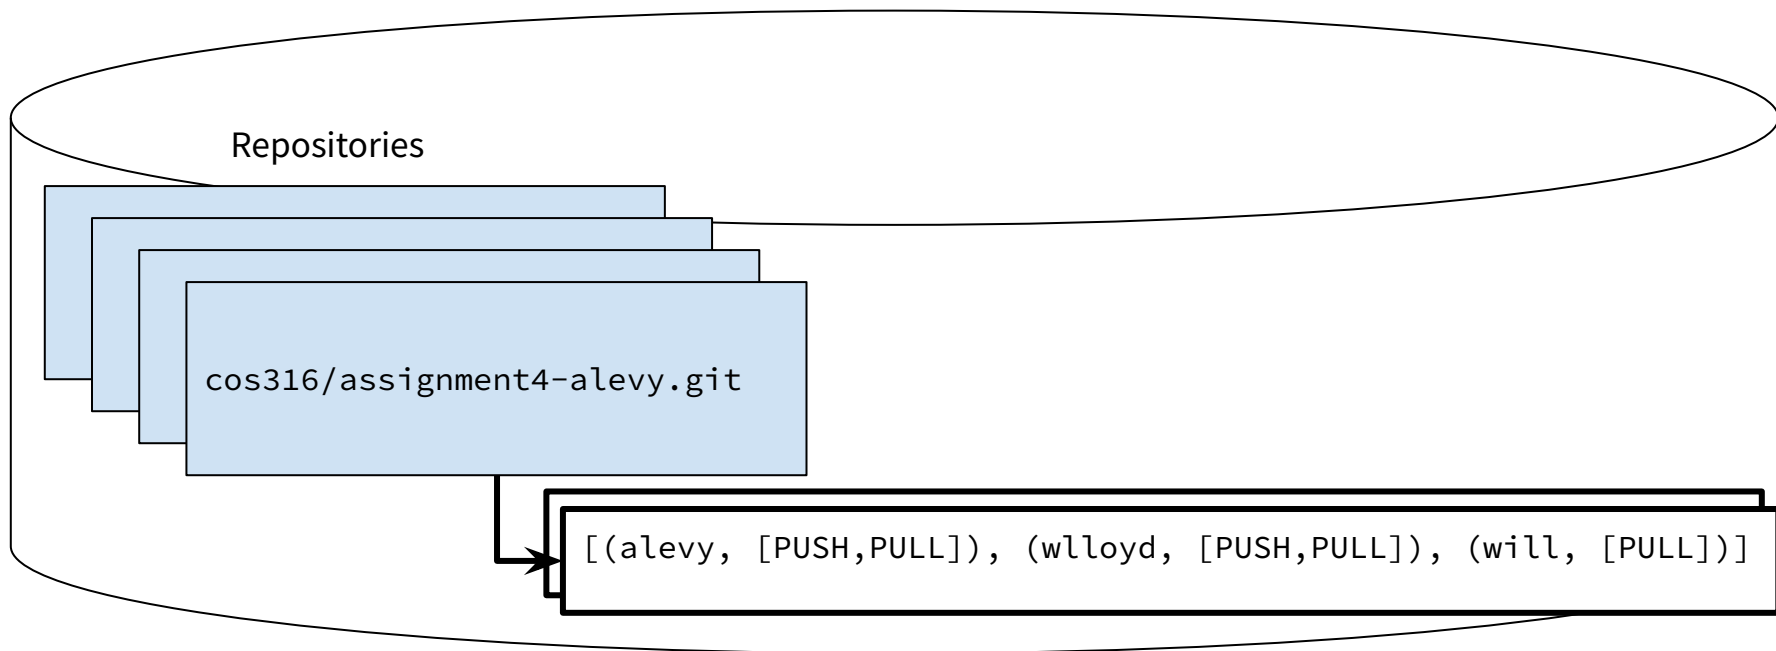 Repositories
cos316/assignment4-alevy.git
[(alevy, [PUSH,PULL]), (wlloyd, [PUSH,PULL]), (will, [PULL])]